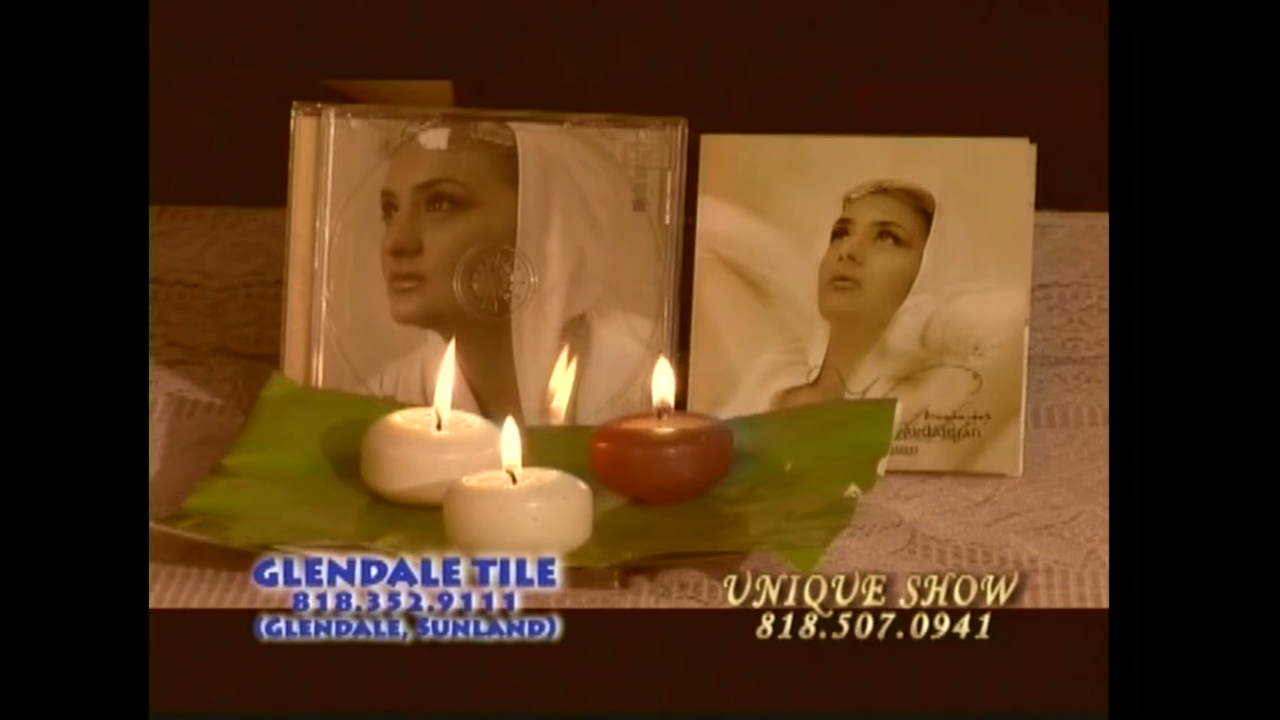 GLENDALE TILE
818.352.9111
(GLENDALE, SUNLAND)
UNIQUE SHOW
818.507.0941